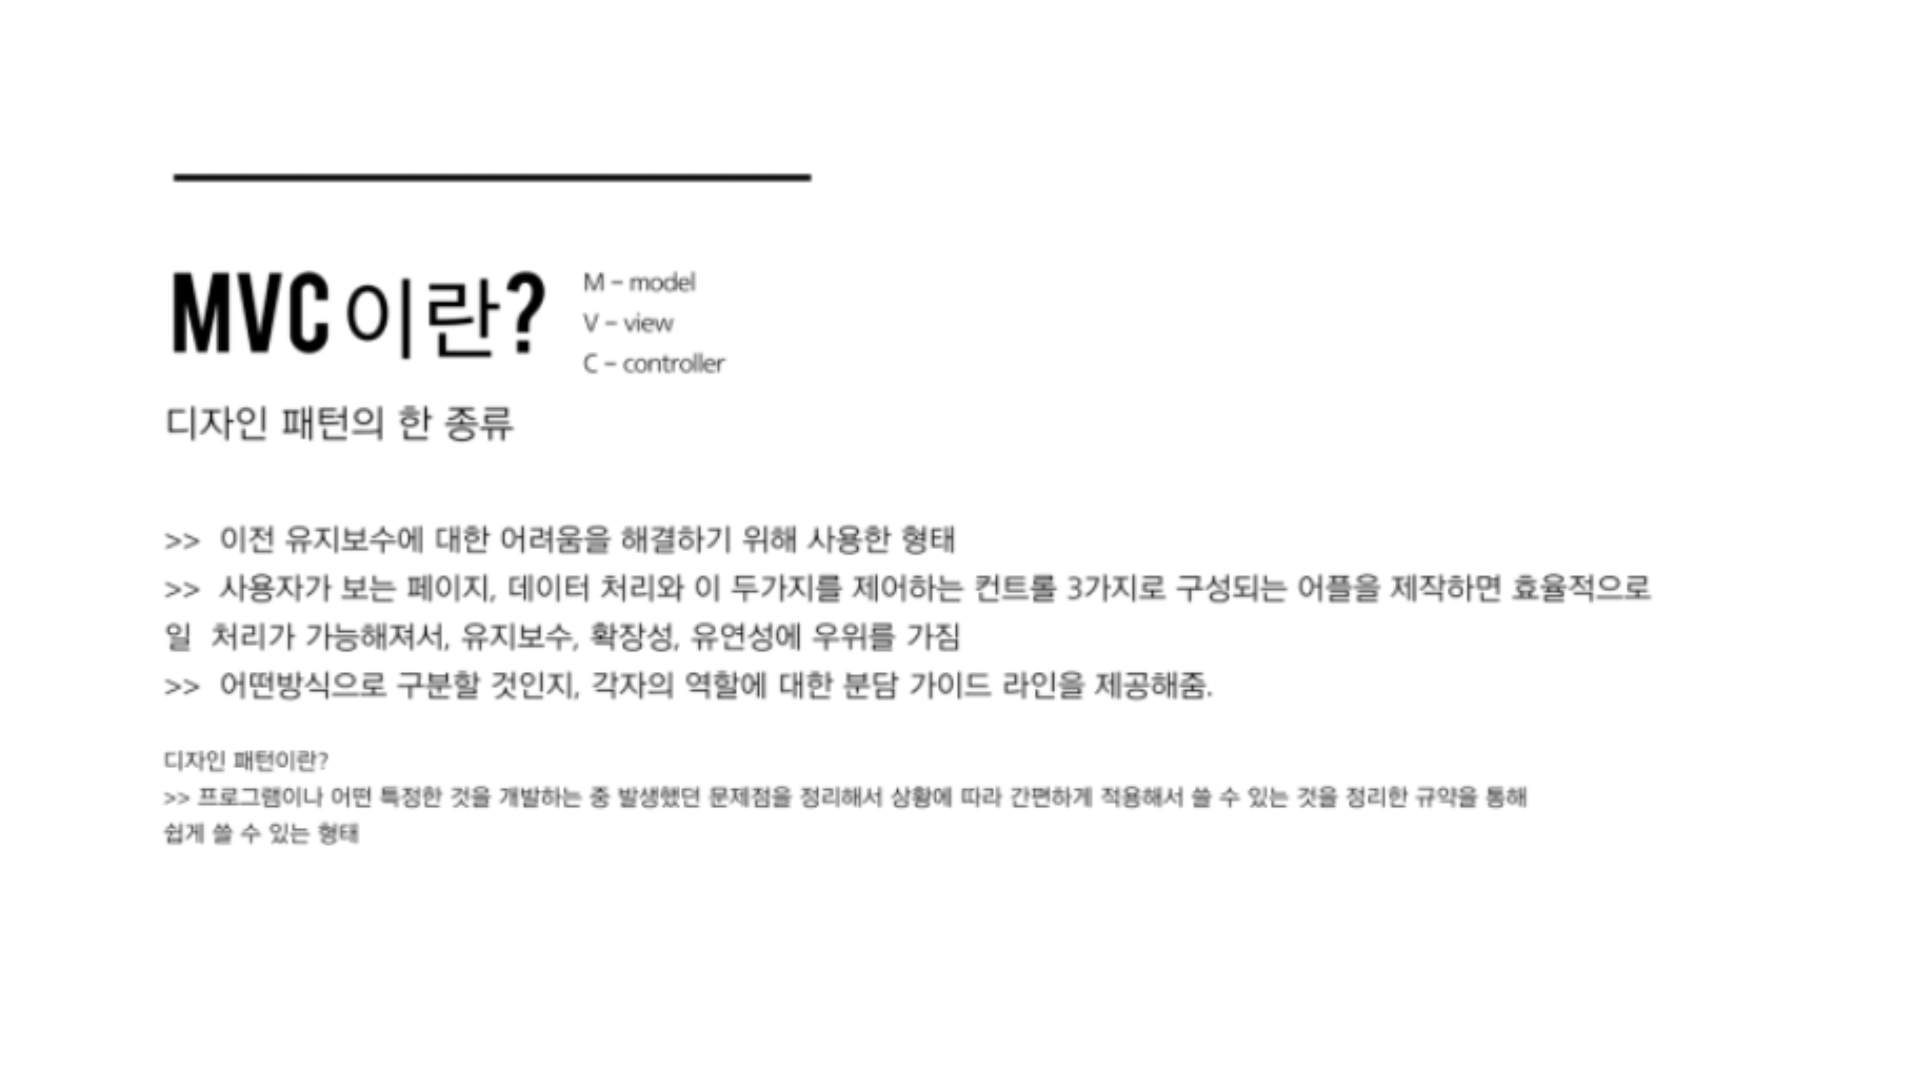 MVC이란?
M – model
V – view
C – controller
디자인 패턴의 한 종류
>> 이전 유지보수에 대한 어려움을 해결하기 위해 사용한 형태
>> 사용자가 보는 페이지, 데이터 처리와 이 두가지를 제어하는 컨트롤 3가지로 구성되는 어플을 제작하면 효율적으로
일 처리가 가능해져서, 유지보수, 확장성, 유연성에 우위를 가짐
>> 어떤방식으로 구분할 것인지, 각자의 역할에 대한 분담 가이드 라인을 제공해줌.
디자인 패턴이란?
>> 프로그램이나 어떤 특정한 것을 개발하는 중 발생했던 문제점을 정리해서 상황에 따라 간편하게 적용해서 쓸 수 있는 것을 정리한 규약을 통해
쉽게 쓸 수 있는 형태